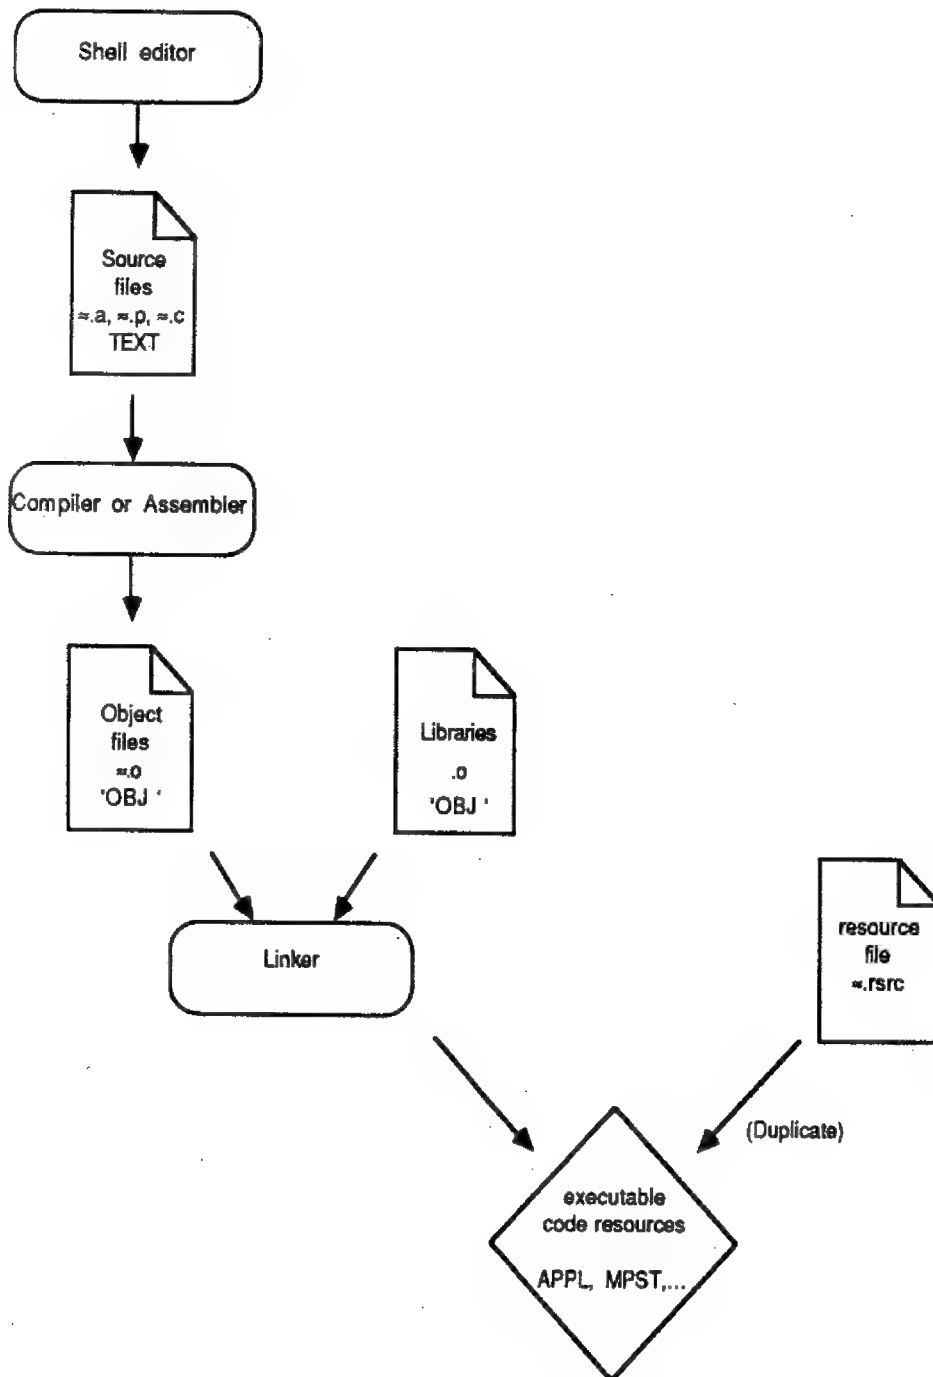 Shell editor
Source
files
≈.a, ≈.p, ≈.c
TEXT
Compiler or Assembler
Object
files
≈.o
'OBJ '
Libraries
.o
'OBJ '
Linker
resource
file
≈.rsrc
(Duplicate)
executable
code resources
APPL, MPST,...